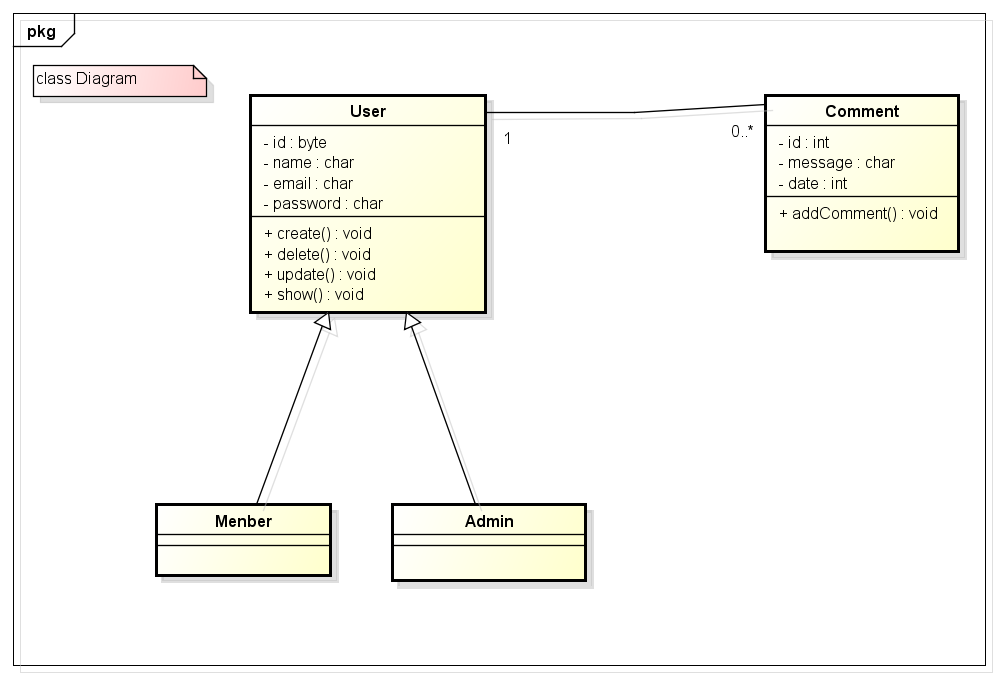 pkg
class Diagram
User
- id : byte
- name : char
- email : char
- password : char
+ create() : void
+ delete() : void
+ update() : void
+ show() : void
1
0..*
Comment
- id : int
- message : char
- date : int
+ addComment() : void
Menber
Admin